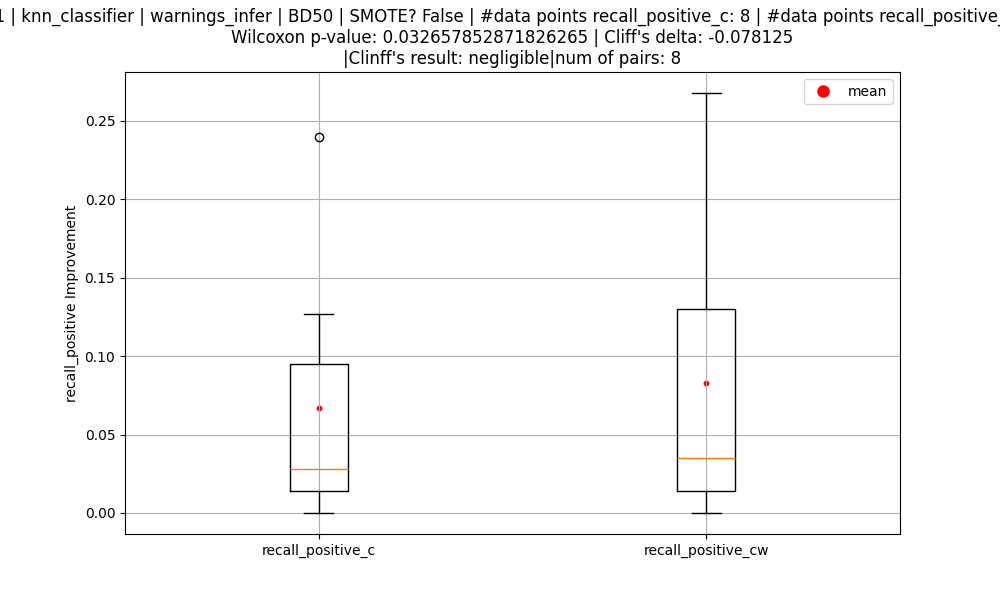 | knn_classifier | warnings_infer | BD50 | SMOTE? False | #data points recall_positive_c: 8 | #data points recall_positive_
Wilcoxon p-value: 0.032657852871826265 | Cliff's delta: -0.078125
|Clinff's result: negligible|num of pairs: 8
mean
0.25
0.20
0.15
0.10
0.05
0.00
recall_positive Improvement
recall_positive_c
recall_positive_cw